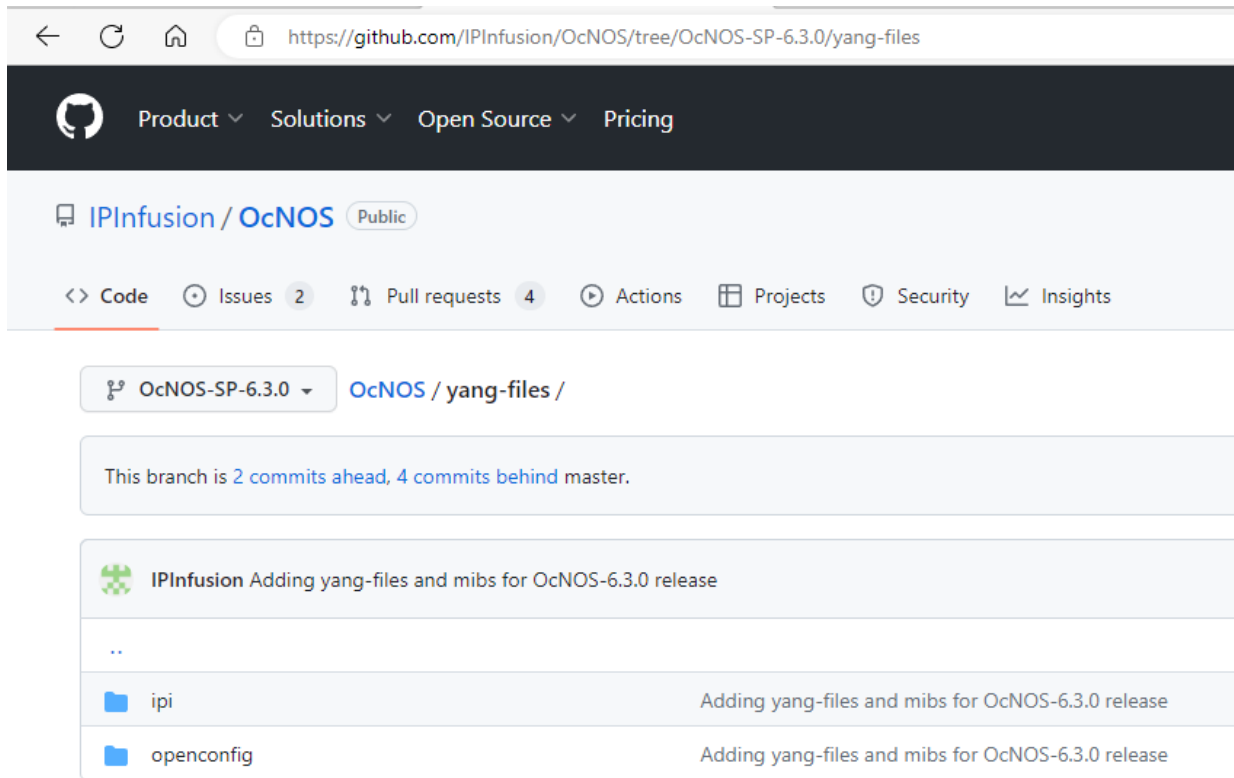 https://github.com/IPInfusion/OcNOS/tree/OcNOS-SP-6.3.0/yang-files
Product Solutions Open Source Pricing
IPInfusion / OcNOS Public
Code Issues 2 Pull requests 4 Actions Projects Security Insights
OcNOS-SP-6.3.0 OcNOS / yang-files /
This branch is 2 commits ahead, 4 commits behind master.
IPInfusion Adding yang-files and mibs for OcNOS-6.3.0 release
..
ipi Adding yang-files and mibs for OcNOS-6.3.0 release
openconfig Adding yang-files and mibs for OcNOS-6.3.0 release